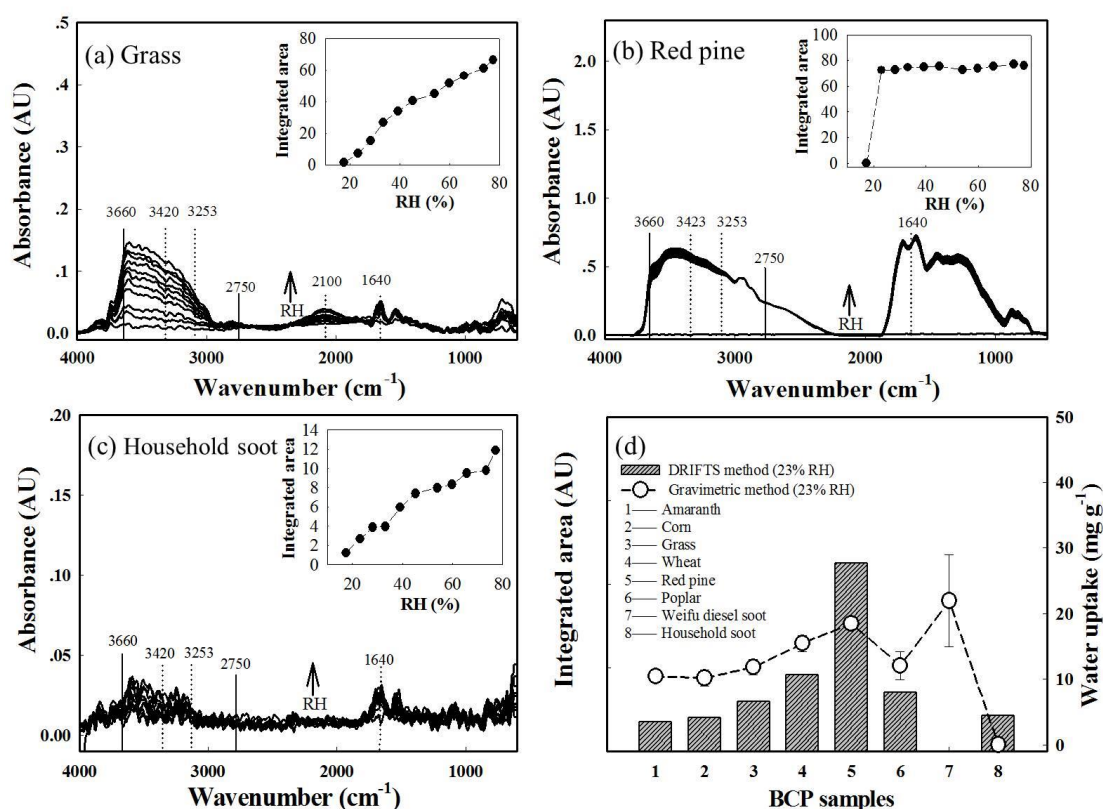 (a) Grass
Absorbance (AU)
.5
.4
.3
.2
.1
0.0
4000 3000 2000 1000
Wavenumber (cm-1)
3660 3420 3253
2750
RH
2100 1640
Integrated area
80
60
40
20
0
20 40 60 80
RH (%)
(b) Red pine
Absorbance (AU)
2.0
1.5
1.0
.5
0.0
4000 3000 2000 1000
Wavenumber (cm-1)
3660 3423 3253
2750
RH
1640
Integrated area
100
80
60
40
20
0
20 40 60 80
RH (%)
(c) Household soot
Absorbance (AU)
.20
.15
.10
.05
0.00
4000 3000 2000 1000
Wavenumber (cm-1)
3660 3420 3253
2750
RH
1640
Integrated area
14
12
10
8
6
4
2
0
20 40 60 80
RH (%)
(d)
DRIFTS method (23% RH)
Gravimetric method (23% RH)
1 — Amaranth
2 — Corn
3 — Grass
4 — Wheat
5 — Red pine
6 — Poplar
7 — Weifu diesel soot
8 — Household soot
Integrated area (AU)
50
40
30
20
10
0
Water uptake (mg g-1)
1 2 3 4 5 6 7 8
BCP samples